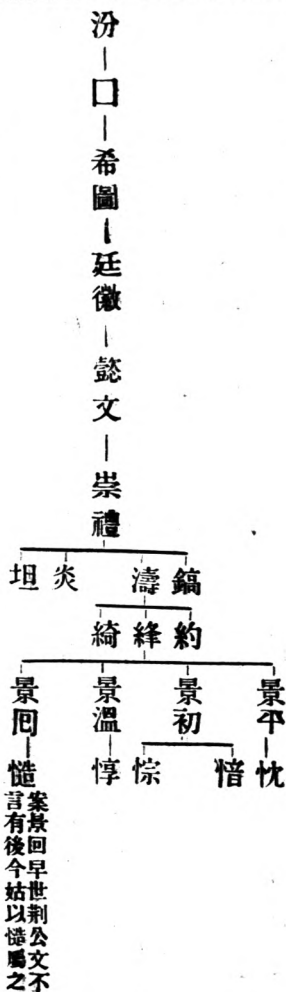 汾
囗
希圖
廷徽
懿文
崇禮
鎬
濤
炎
坦
約
絳
綺
景平
景初
景溫
景回
忱
愔
悰
惇
慥
案景回早世荆公文不
言有後今姑以慥屬之